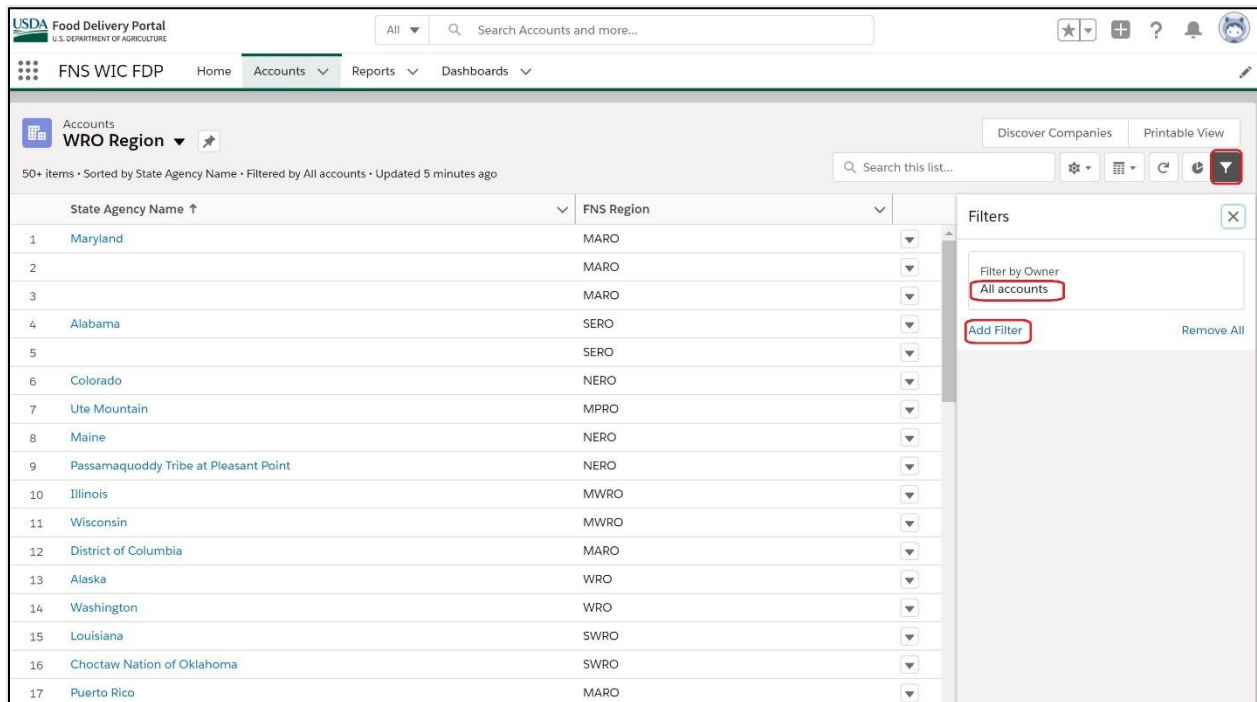 USDA Food Delivery Portal
U.S. DEPARTMENT OF AGRICULTURE
All Search Accounts and more...
FNS WIC FDP Home Accounts Reports Dashboards
Accounts
WRO Region
Discover Companies Printable View
50+ items • Sorted by State Agency Name • Filtered by All accounts • Updated 5 minutes ago
Search this list...
State Agency Name ↑ FNS Region
1 Maryland MARO
2 MARO
3 MARO
4 Alabama SERO
5 SERO
6 Colorado NERO
7 Ute Mountain MPRO
8 Maine NERO
9 Passamaquoddy Tribe at Pleasant Point NERO
10 Illinois MWRO
11 Wisconsin MWRO
12 District of Columbia MARO
13 Alaska WRO
14 Washington WRO
15 Louisiana SWRO
16 Choctaw Nation of Oklahoma SWRO
17 Puerto Rico MARO
Filters
Filter by Owner
All accounts
Add Filter Remove All